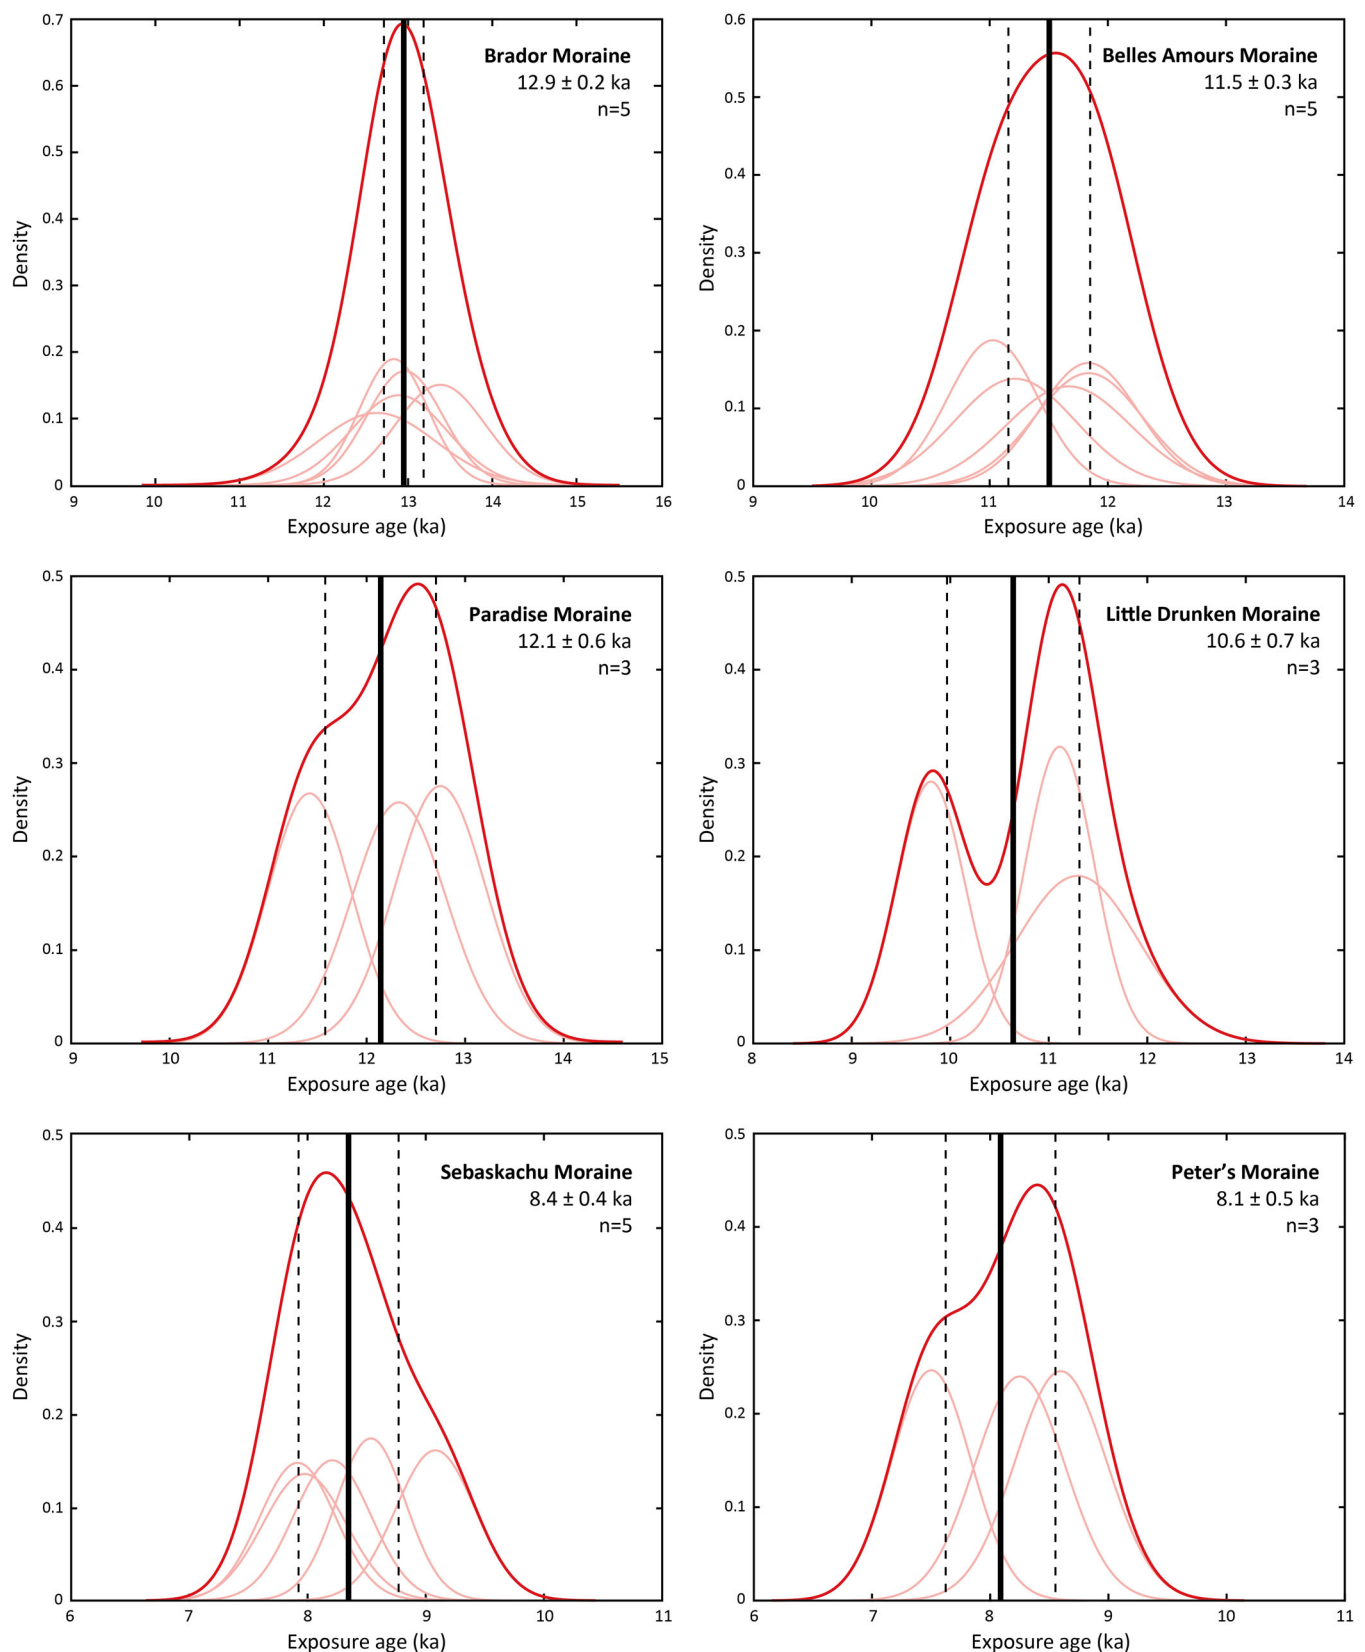 Brador Moraine
12.9 ± 0.2 ka
n=5
0.7
0.6
0.5
0.4
0.3
0.2
0.1
0
Density
9 10 11 12 13 14 15 16
Exposure age (ka)
Belles Amours Moraine
11.5 ± 0.3 ka
n=5
0.6
0.5
0.4
0.3
0.2
0.1
0
Density
9 10 11 12 13 14
Exposure age (ka)
Paradise Moraine
12.1 ± 0.6 ka
n=3
0.5
0.4
0.3
0.2
0.1
0
Density
9 10 11 12 13 14 15
Exposure age (ka)
Little Drunken Moraine
10.6 ± 0.7 ka
n=3
0.5
0.4
0.3
0.2
0.1
0
Density
8 9 10 11 12 13 14
Exposure age (ka)
Sebaskachu Moraine
8.4 ± 0.4 ka
n=5
0.5
0.4
0.3
0.2
0.1
0
Density
6 7 8 9 10 11
Exposure age (ka)
Peter’s Moraine
8.1 ± 0.5 ka
n=3
0.5
0.4
0.3
0.2
0.1
0
Density
6 7 8 9 10 11
Exposure age (ka)